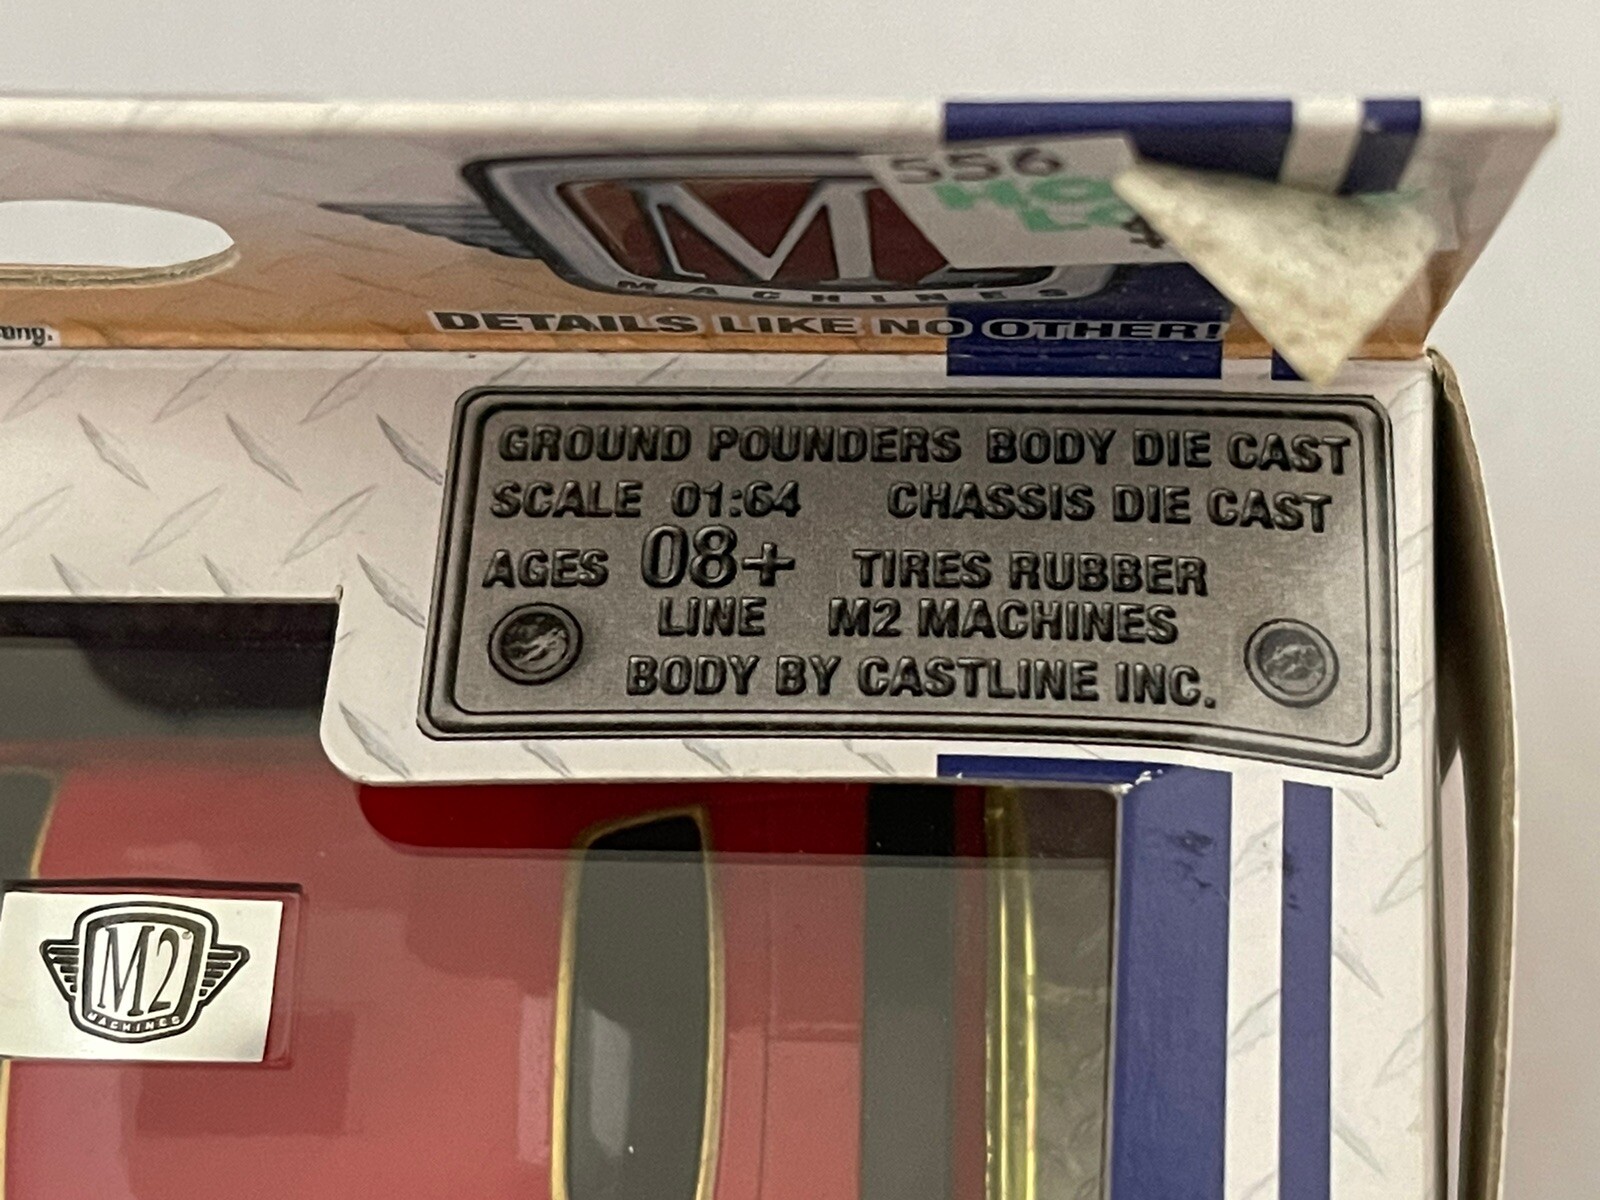 556
M
MACHINES
DETAILS LIKE NO OTHER!
GROUND POUNDERS BODY DIE CAST
SCALE 01:64 CHASSIS DIE CAST
AGES 08+ TIRES RUBBER
LINE M2 MACHINES
BODY BY CASTLINE INC.
M2
MACHINES